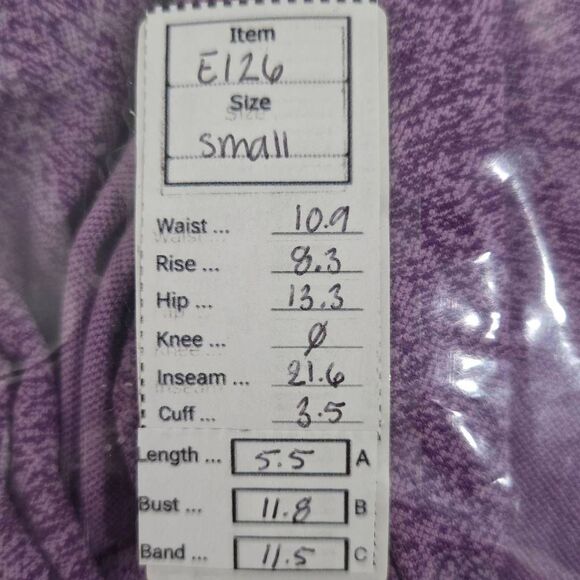 Item
E126
Size
Small
Waist ... 10.9
Rise ... 8.3
Hip ... 13.3
Knee ... Ø
Inseam ... 21.6
Cuff ... 3.5
Length ... 5.5 A
Bust ... 11.8 B
Band ... 11.5 C